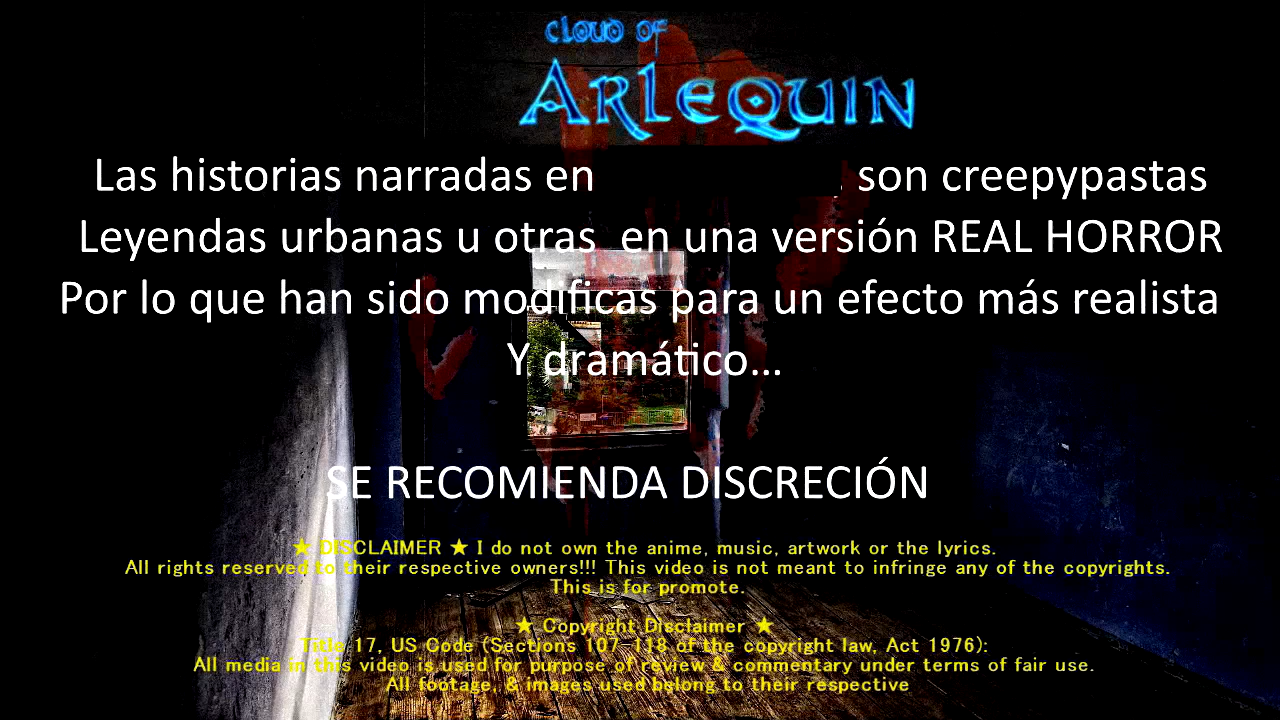 cloud of
ARLEQUIN
Las historias narradas en , son creepypastas
Leyendas urbanas u otras en una versión REAL HORROR
Por lo que han sido modificas para un efecto más realista
Y dramático...
SE RECOMIENDA DISCRECIÓN
★ DISCLAIMER ★ I do not own the anime, music, artwork or the lyrics.
All rights reserved to their respective owners!!! This video is not meant to infringe any of the copyrights.
This is for promote.
★ Copyright Disclaimer ★
Title 17, US Code (Sections 107-118 of the copyright law, Act 1976):
All media in this video is used for purpose of review & commentary under terms of fair use.
All footage, & images used belong to their respective